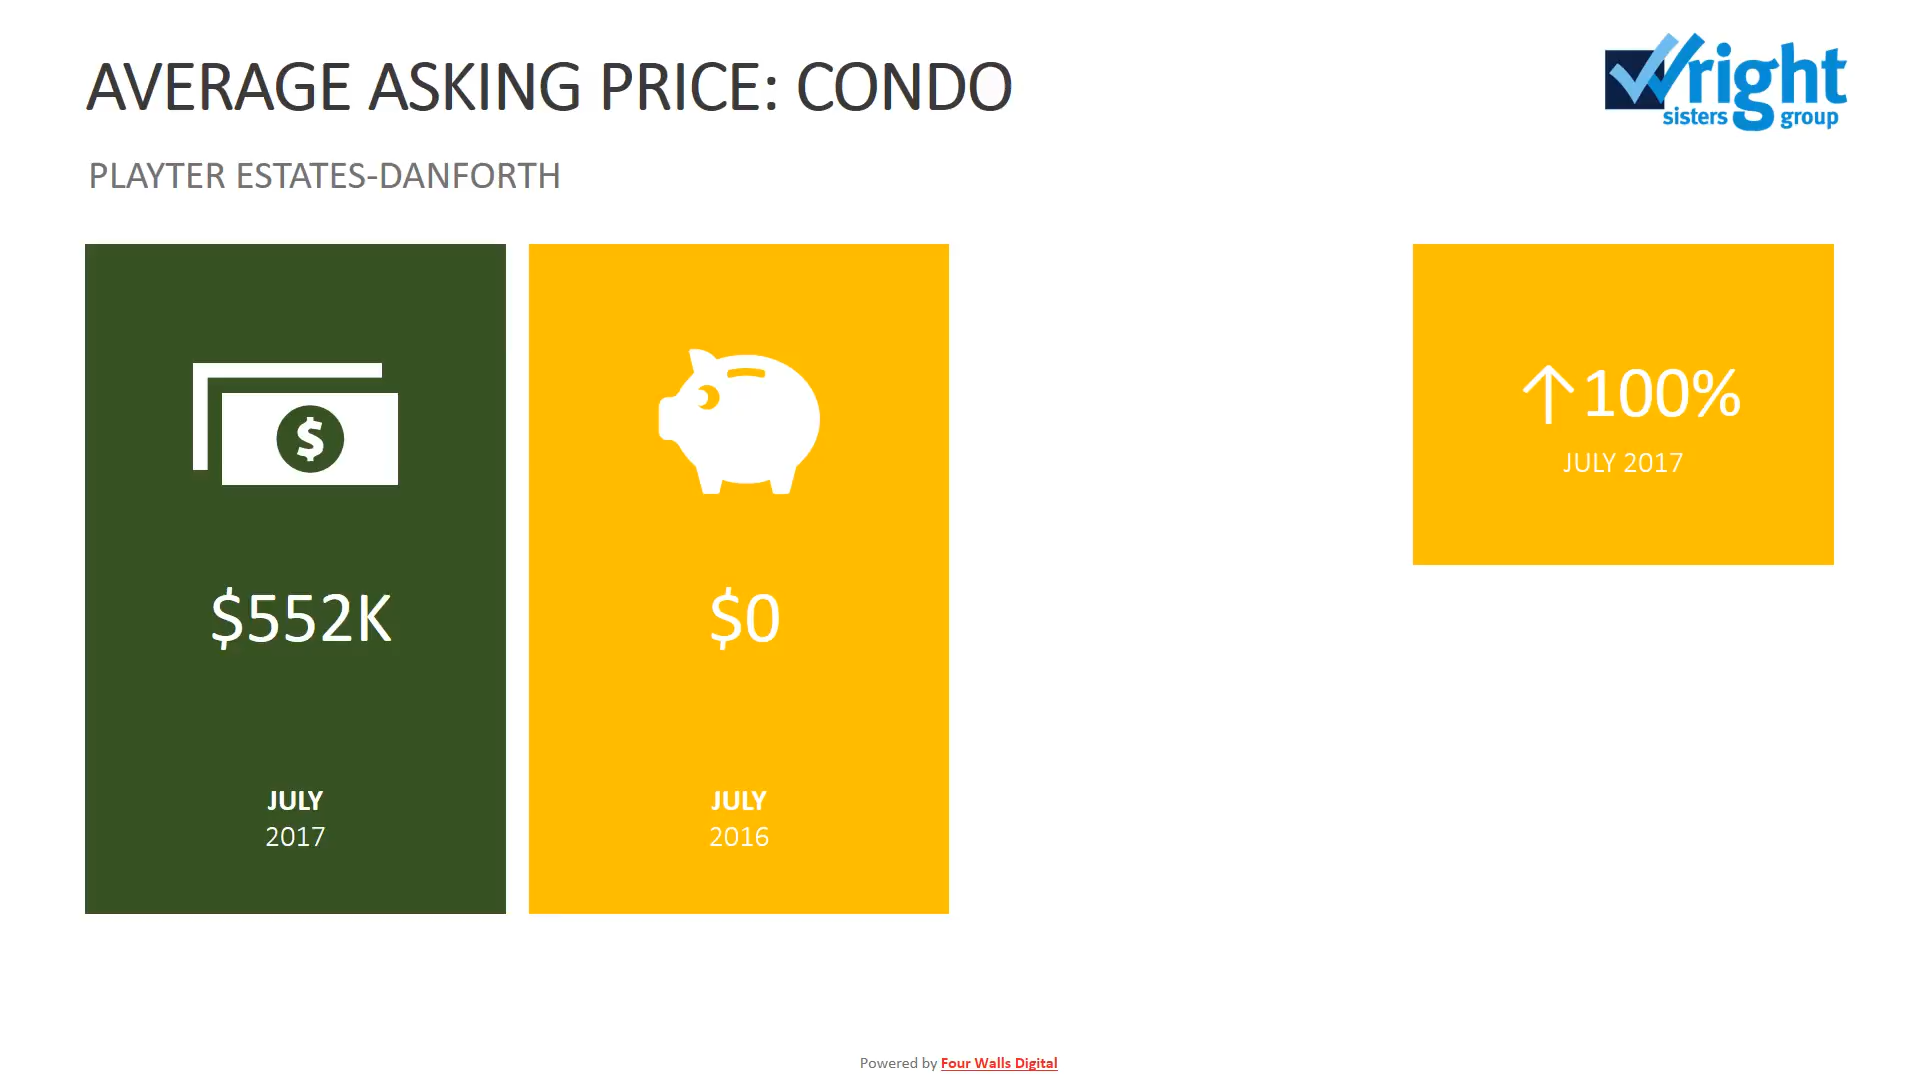 AVERAGE ASKING PRICE: CONDO
Wright
sisters group
PLAYTER ESTATES-DANFORTH
$
$552K
JULY
2017
$0
JULY
2016
↑100%
JULY 2017
Powered by Four Walls Digital